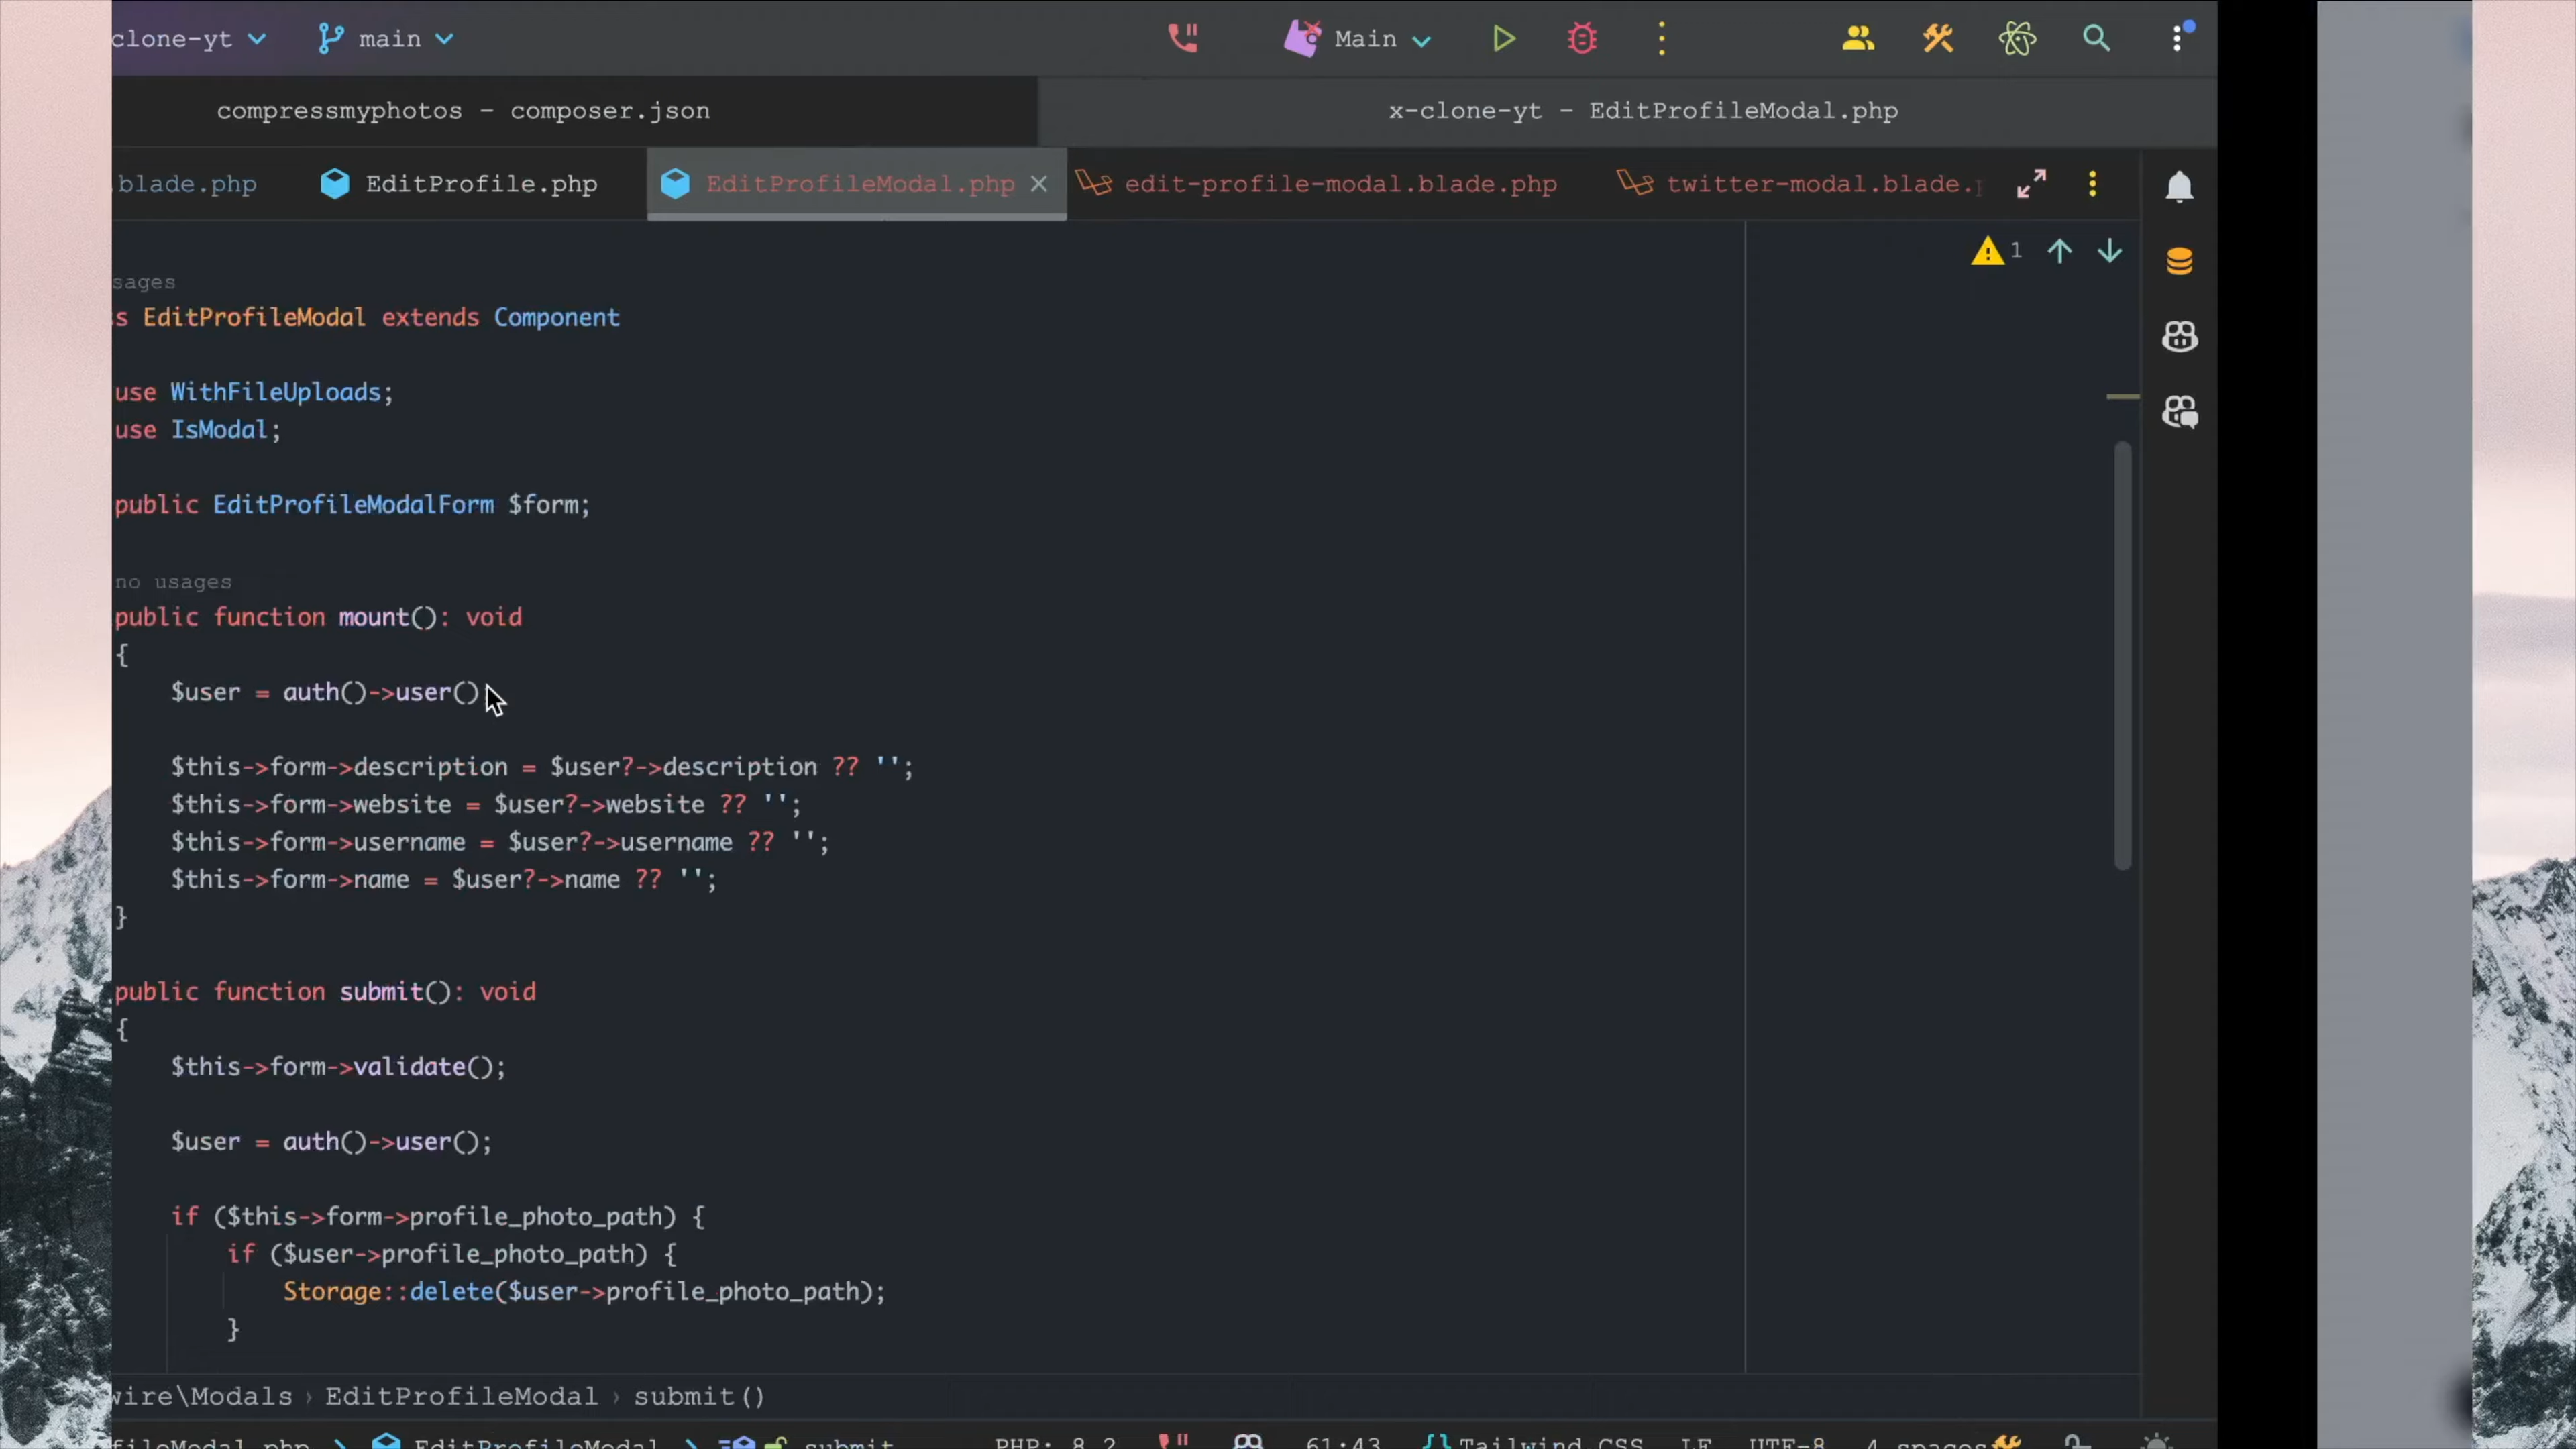 clone-yt main Main
compressmyphotos – composer.json x-clone-yt – EditProfileModal.php
.blade.php EditProfile.php EditProfileModal.php edit-profile-modal.blade.php twitter-modal.blade.
1
sages
s EditProfileModal extends Component
use WithFileUploads;
use IsModal;
public EditProfileModalForm $form;
no usages
public function mount(): void
{
$user = auth()->user()
$this->form->description = $user?->description ?? '';
$this->form->website = $user?->website ?? '';
$this->form->username = $user?->username ?? '';
$this->form->name = $user?->name ?? '';
}
public function submit(): void
{
$this->form->validate();
$user = auth()->user();
if ($this->form->profile_photo_path) {
if ($user->profile_photo_path) {
Storage::delete($user->profile_photo_path);
}
wire\Modals › EditProfileModal › submit()
fileModal.php EditProfileModal submit PHP: 8.2 61:43 Tailwind CSS LF UTF-8 4 spaces